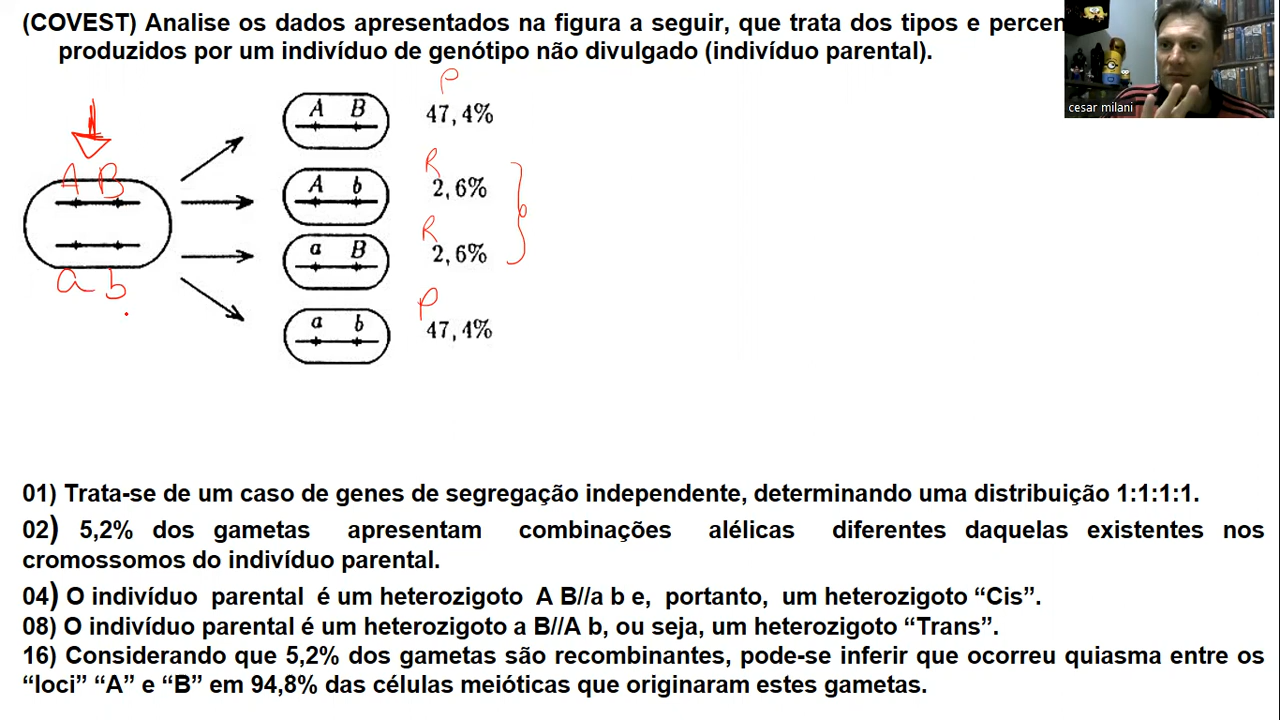 (COVEST) Analise os dados apresentados na figura a seguir, que trata dos tipos e
produzidos por um indivíduo de genótipo não divulgado (indivíduo parental).
cesar milani
P
A B
47,4%
A B
R
A b
2,6%
R
a B
2,6%
a b
P
a b
47,4%
01) Trata-se de um caso de genes de segregação independente, determinando uma distribuição 1:1:1:1.
02) 5,2% dos gametas apresentam combinações alélicas diferentes daquelas existentes nos
cromossomos do indivíduo parental.
04) O indivíduo parental é um heterozigoto A B//a b e, portanto, um heterozigoto “Cis”.
08) O indivíduo parental é um heterozigoto a B//A b, ou seja, um heterozigoto “Trans”.
16) Considerando que 5,2% dos gametas são recombinantes, pode-se inferir que ocorreu quiasma entre os
“loci” “A” e “B” em 94,8% das células meióticas que originaram estes gametas.